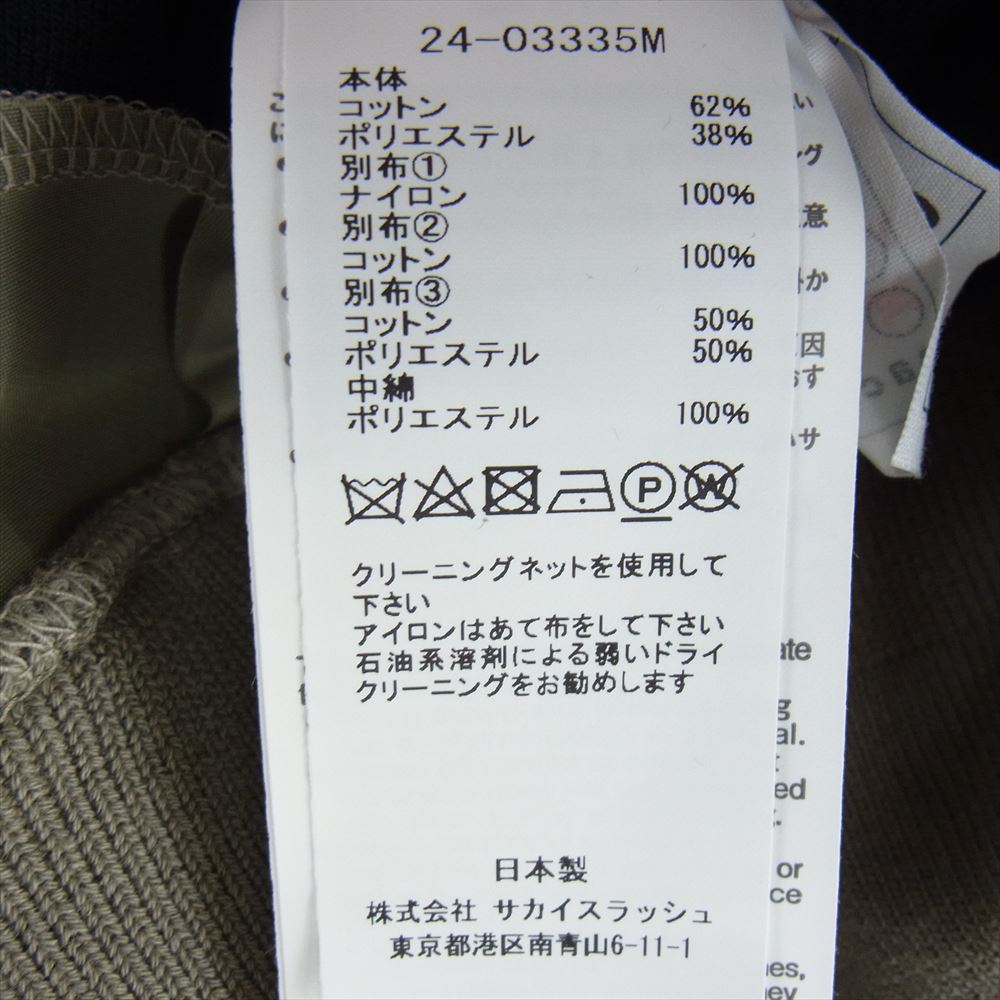 24-03335M
本体
コットン 62%
ポリエステル 38%
別布①
ナイロン 100%
別布②
コットン 100%
別布③
コットン 50%
ポリエステル 50%
中綿
ポリエステル 100%
P
W
クリーニングネットを使用して
下さい
アイロンはあて布をして下さい
石油系溶剤による弱いドライ
クリーニングをお勧めします
日本製
株式会社 サカイスラッシュ
東京都港区南青山6-11-1